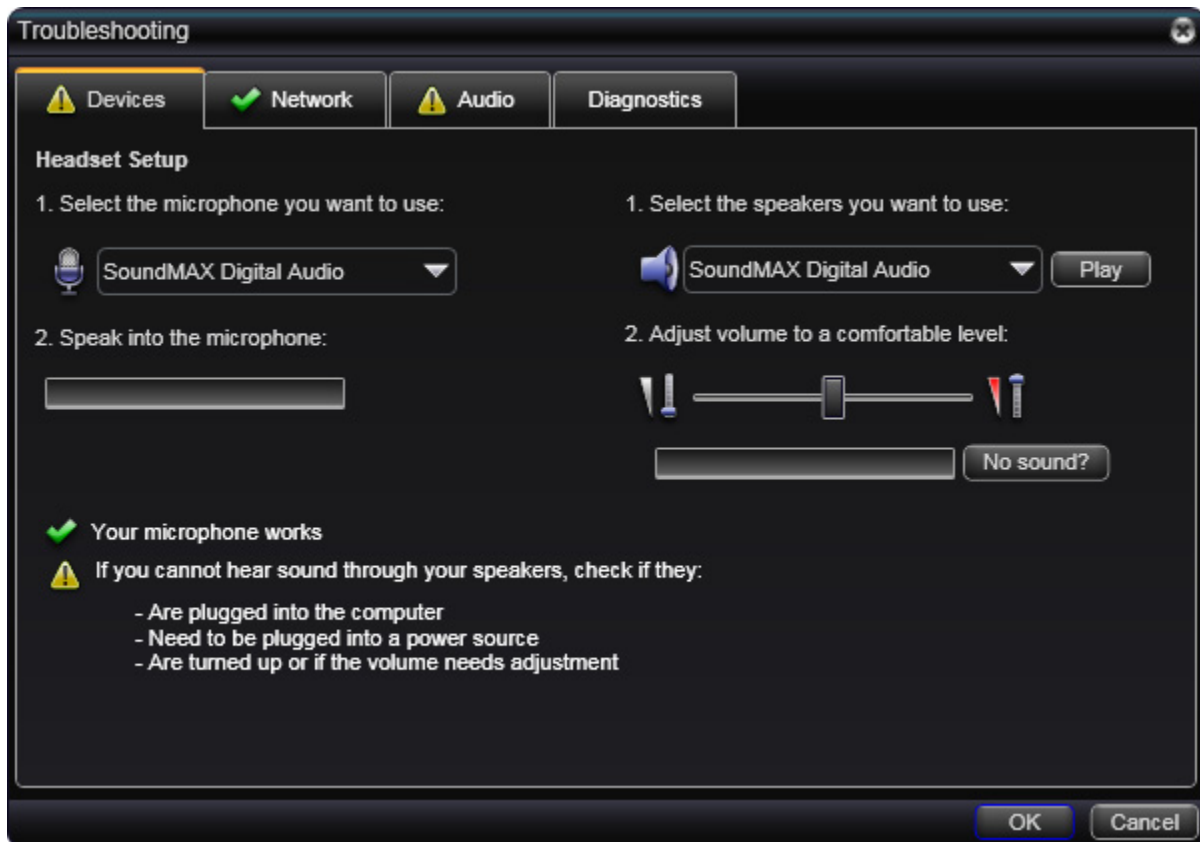 Troubleshooting
Devices
Network
Audio
Diagnostics
Headset Setup
1. Select the microphone you want to use:
SoundMAX Digital Audio
2. Speak into the microphone:
1. Select the speakers you want to use:
SoundMAX Digital Audio
Play
2. Adjust volume to a comfortable level:
No sound?
Your microphone works
If you cannot hear sound through your speakers, check if they:
- Are plugged into the computer
- Need to be plugged into a power source
- Are turned up or if the volume needs adjustment
OK
Cancel